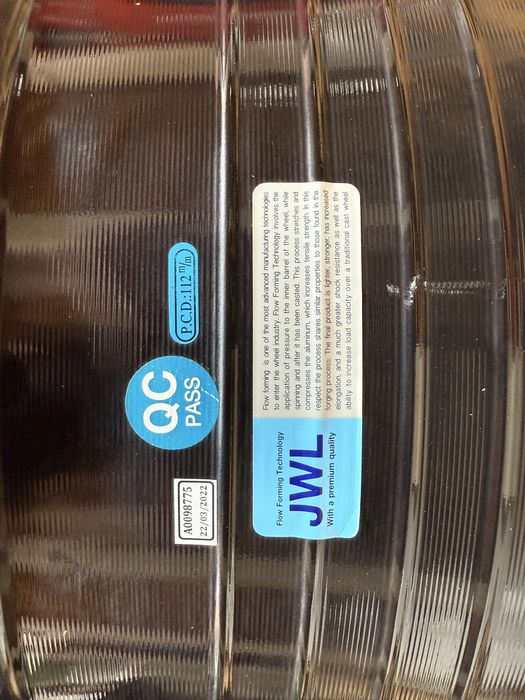 A0098775
22/03/2022
QC
PASS
P.C.D.:112 m/m
Flow Forming Technology
JWL
With a premium quality
Flow forming is one of the most advanced manufacturing technologies
to enter the wheel industry. Flow Forming Technology involves the
application of pressure to the inner barrel of the wheel, while
spinning and after it has been casted. This process stretches and
compresses the aluminum, which increases tensile strength. In this
respect the process shares similar properties to those found in the
forging process. The final product is lighter, stronger, has increased
elongation, and a much greater shock resistance as well as the
ability to increase load capacity over a traditional cast wheel